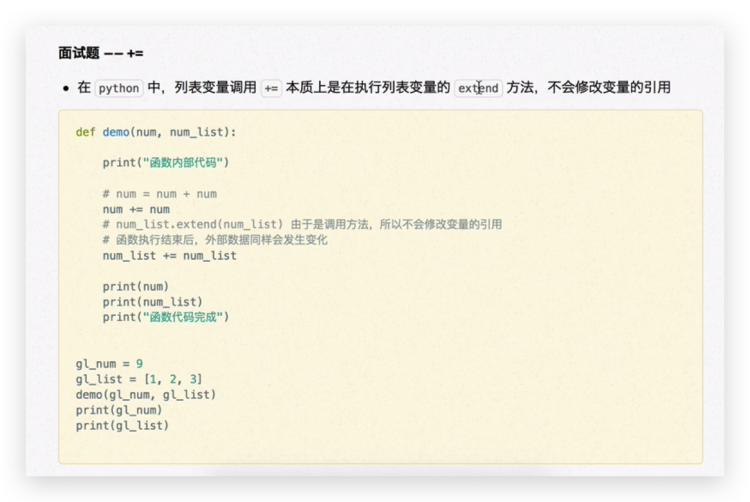 面试题 -- +=
• 在 python 中，列表变量调用 += 本质上是在执行列表变量的 extend 方法，不会修改变量的引用
def demo(num, num_list):
print("函数内部代码")
# num = num + num
num += num
# num_list.extend(num_list) 由于是调用方法，所以不会修改变量的引用
# 函数执行结束后，外部数据同样会发生变化
num_list += num_list
print(num)
print(num_list)
print("函数代码完成")
gl_num = 9
gl_list = [1, 2, 3]
demo(gl_num, gl_list)
print(gl_num)
print(gl_list)